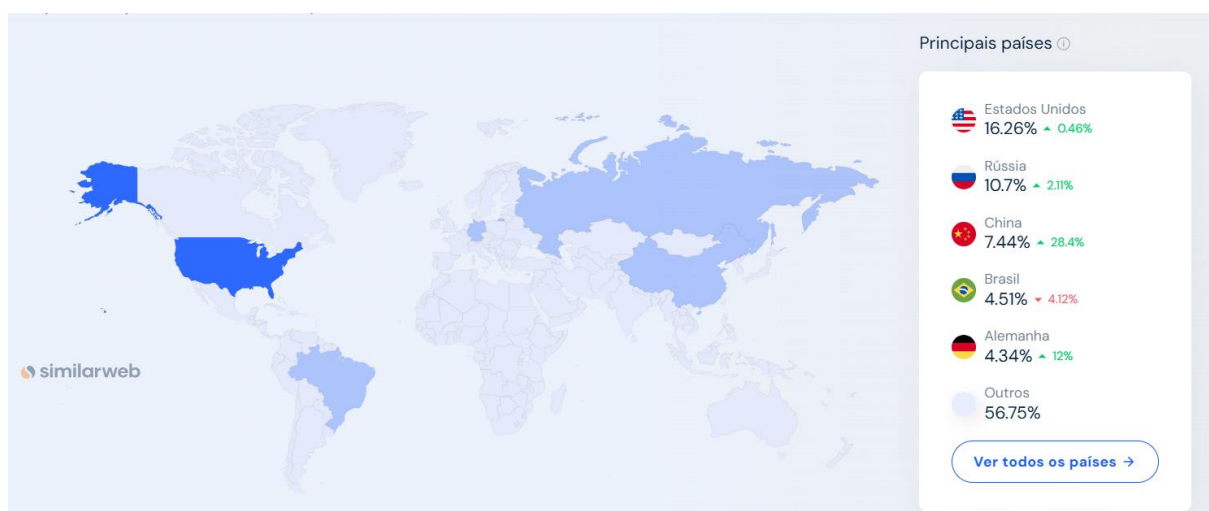 Principais países
Estados Unidos
16.26% 0.46%
Rússia
10.7% 2.11%
China
7.44% 28.4%
Brasil
4.51% 4.12%
Alemanha
4.34% 12%
Outros
56.75%
Ver todos os países →
similarweb